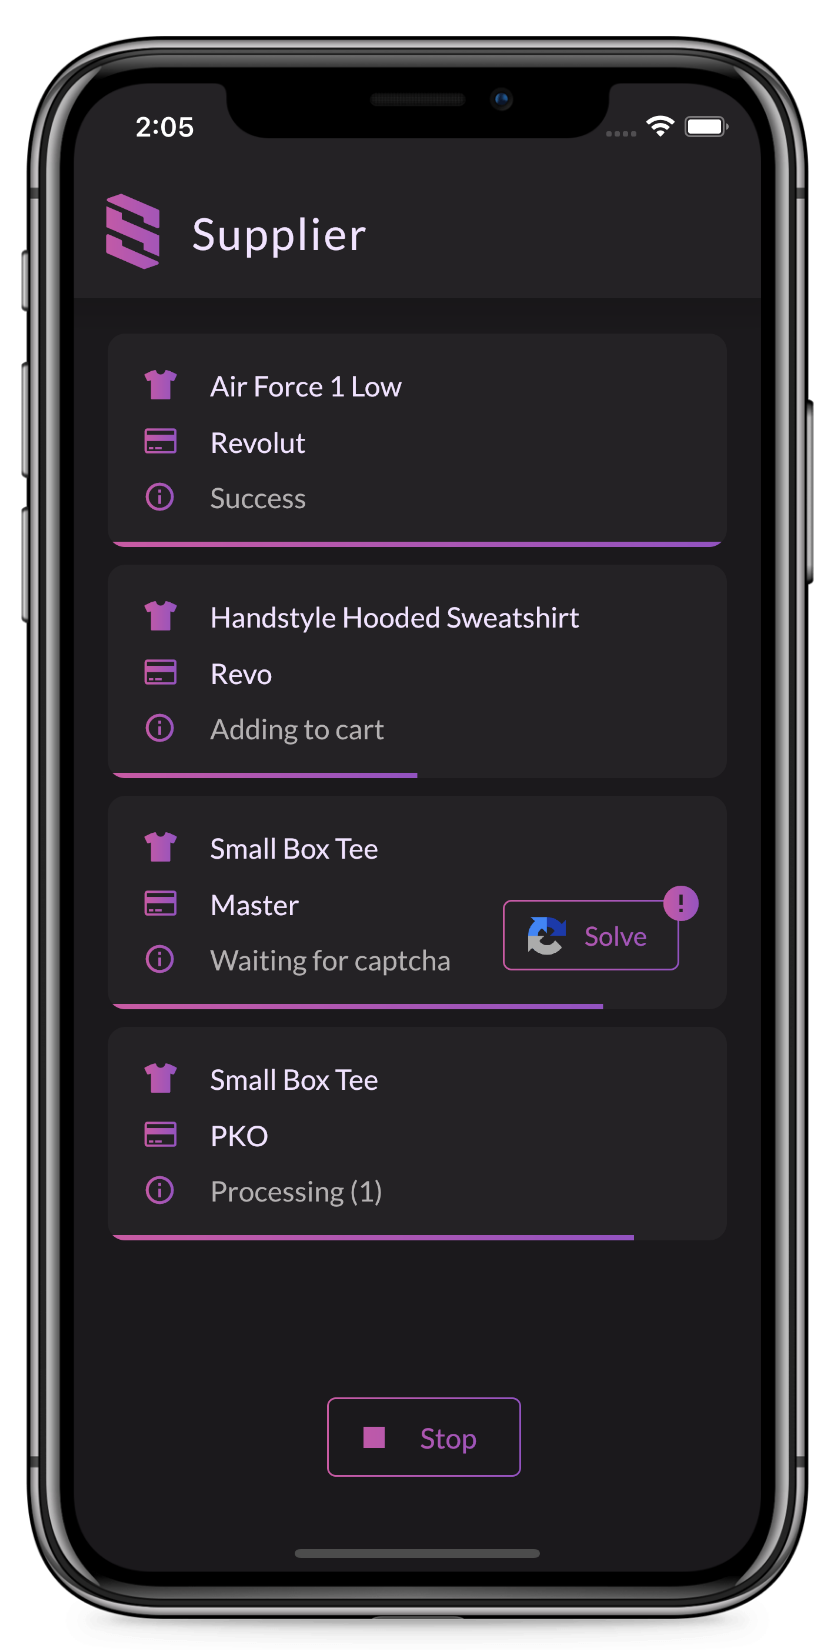 2:05
Supplier
Air Force 1 Low
Revolut
Success
Handstyle Hooded Sweatshirt
Revo
Adding to cart
Small Box Tee
Master
Waiting for captcha
! Solve
Small Box Tee
PKO
Processing (1)
Stop